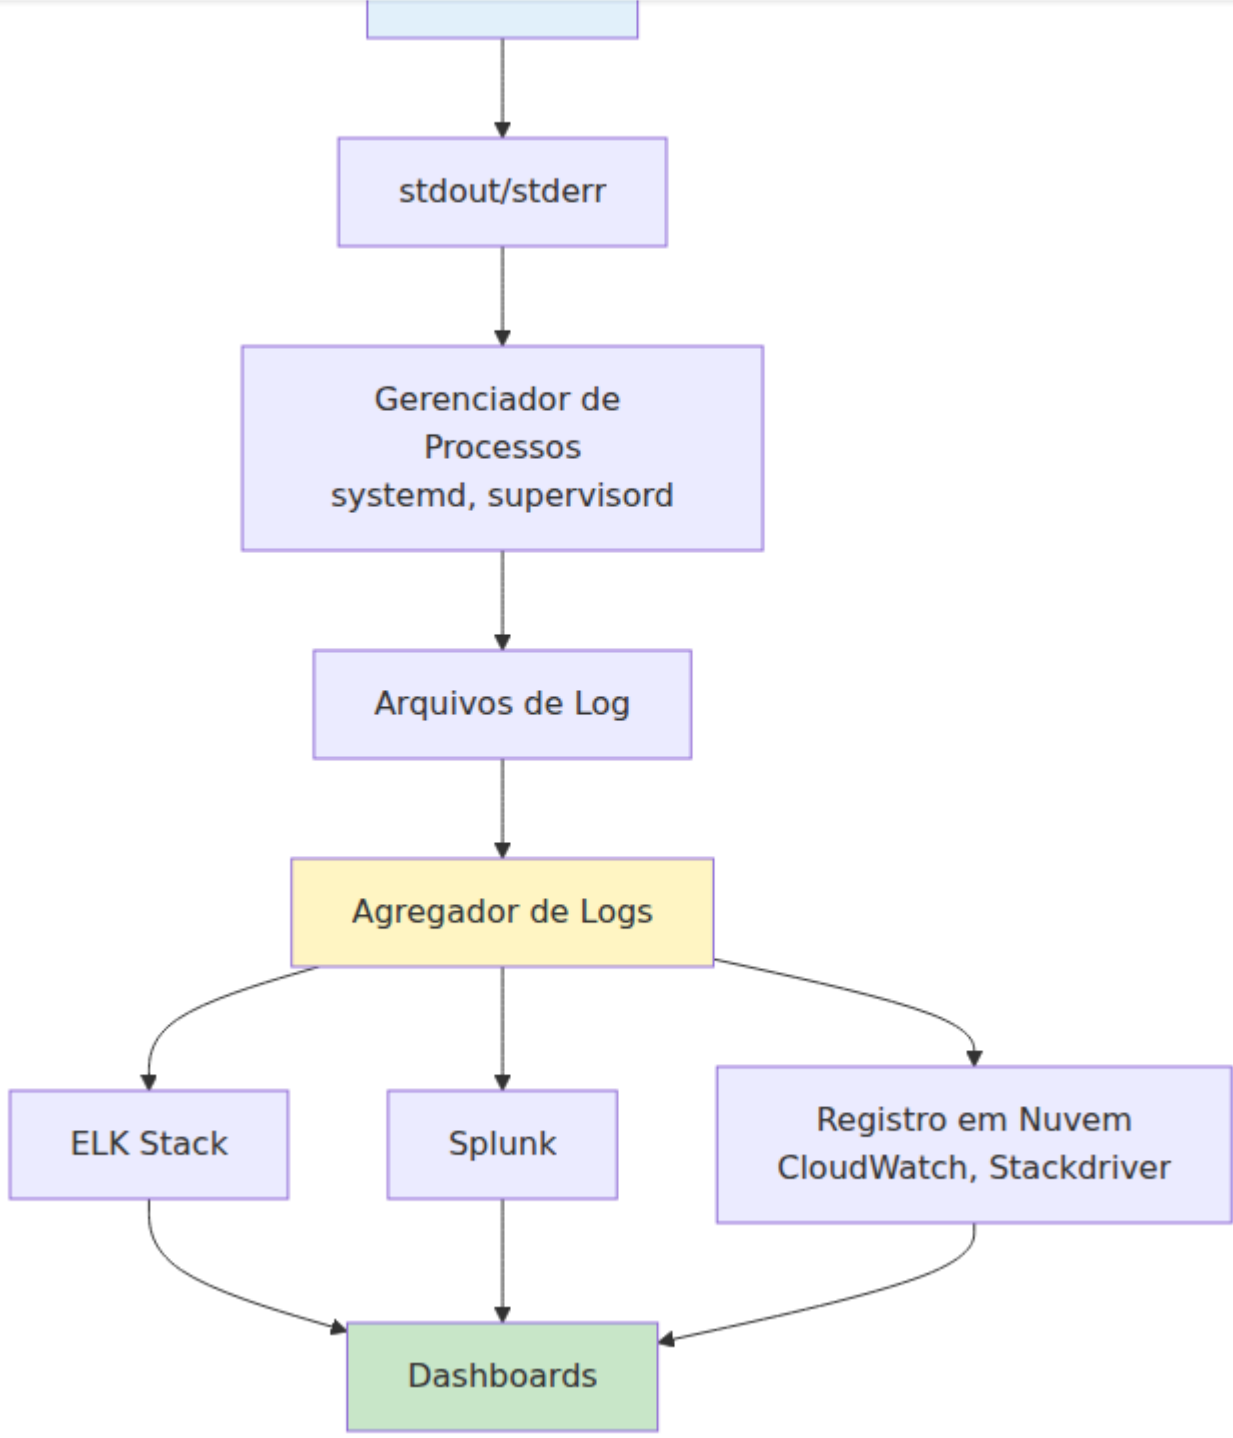 stdout/stderr
Gerenciador de
Processos
systemd, supervisord
Arquivos de Log
Agregador de Logs
ELK Stack
Splunk
Registro em Nuvem
CloudWatch, Stackdriver
Dashboards